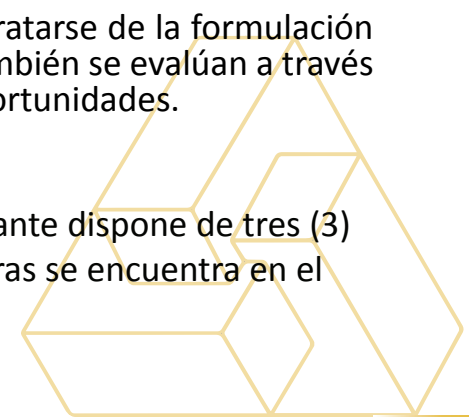 ratarse de la formulación
mbién se evalúan a través
ortunidades.
ante dispone de tres (3)
ras se encuentra en el